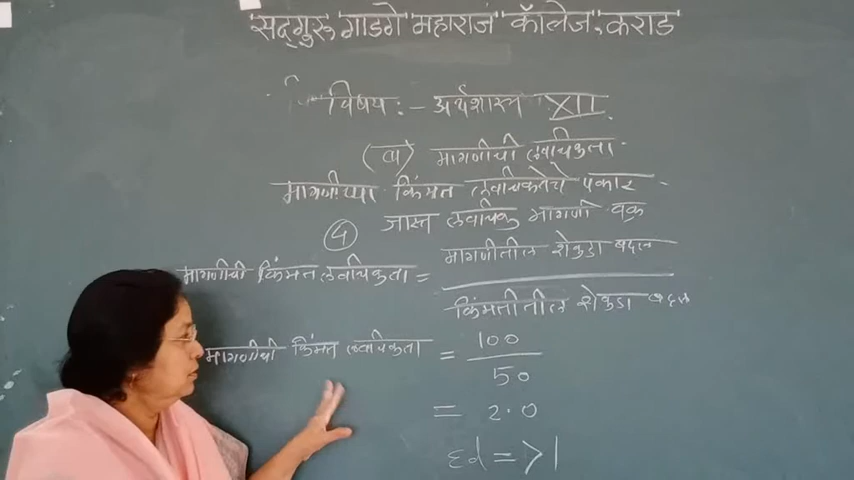 सद्गुरु गाडगे महाराज कॉलेज, कराड
विषय :- अर्थशास्त्र XII.
(ब) मागणीची लवचिकता
मागणीच्या किंमत लवचिकतेचे प्रकार
४ जास्त लवचिक मागणी वक्र
मागणीची किंमत लवचिकता = मागणीतील शेकडा बदल
किंमतीतील शेकडा बदल
मागणीची किंमत लवचिकता = 100
50
= 2.0
Ed = >1